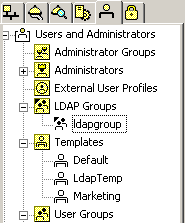 Users and Administrators
Administrator Groups
Administrators
External User Profiles
LDAP Groups
ldapgroup
Templates
Default
LdapTemp
Marketing
User Groups